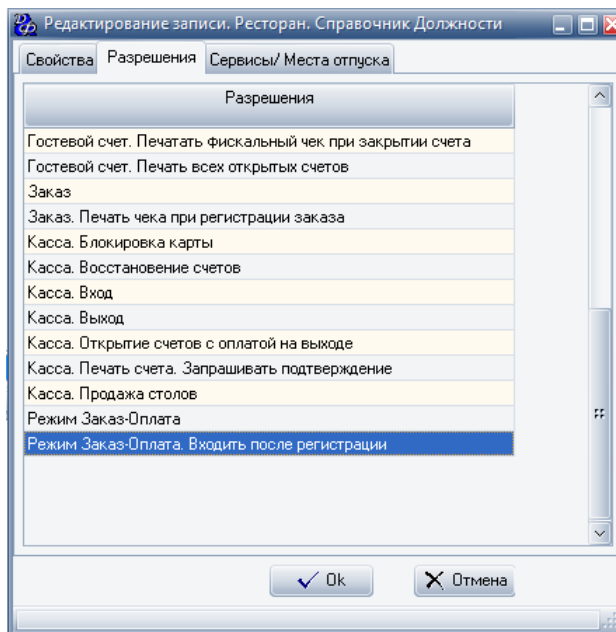 Редактирование записи. Ресторан. Справочник Должности
Свойства Разрешения Сервисы/ Места отпуска
Разрешения
Гостевой счет. Печатать фискальный чек при закрытии счета
Гостевой счет. Печать всех открытых счетов
Заказ
Заказ. Печать чека при регистрации заказа
Касса. Блокировка карты
Касса. Восстановление счетов
Касса. Вход
Касса. Выход
Касса. Открытие счетов с оплатой на выходе
Касса. Печать счета. Запрашивать подтверждение
Касса. Продажа столов
Режим Заказ-Оплата
Режим Заказ-Оплата. Входить после регистрации
Ok Отмена